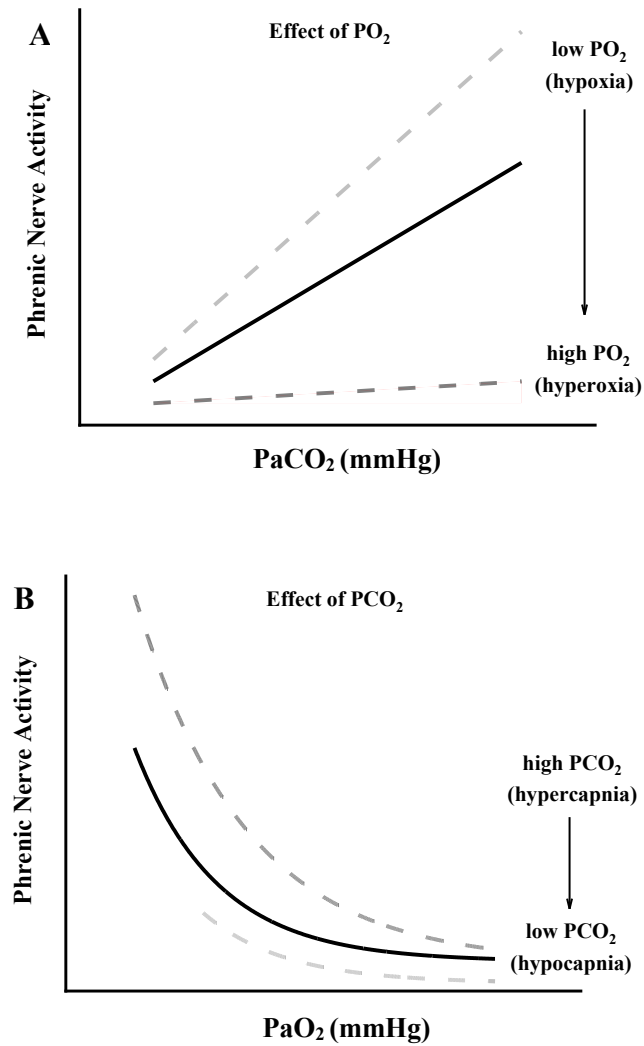 A
Effect of PO₂
low PO₂
(hypoxia)
Phrenic Nerve Activity
high PO₂
(hyperoxia)
PaCO₂ (mmHg)
B
Effect of PCO₂
Phrenic Nerve Activity
high PCO₂
(hypercapnia)
low PCO₂
(hypocapnia)
PaO₂ (mmHg)